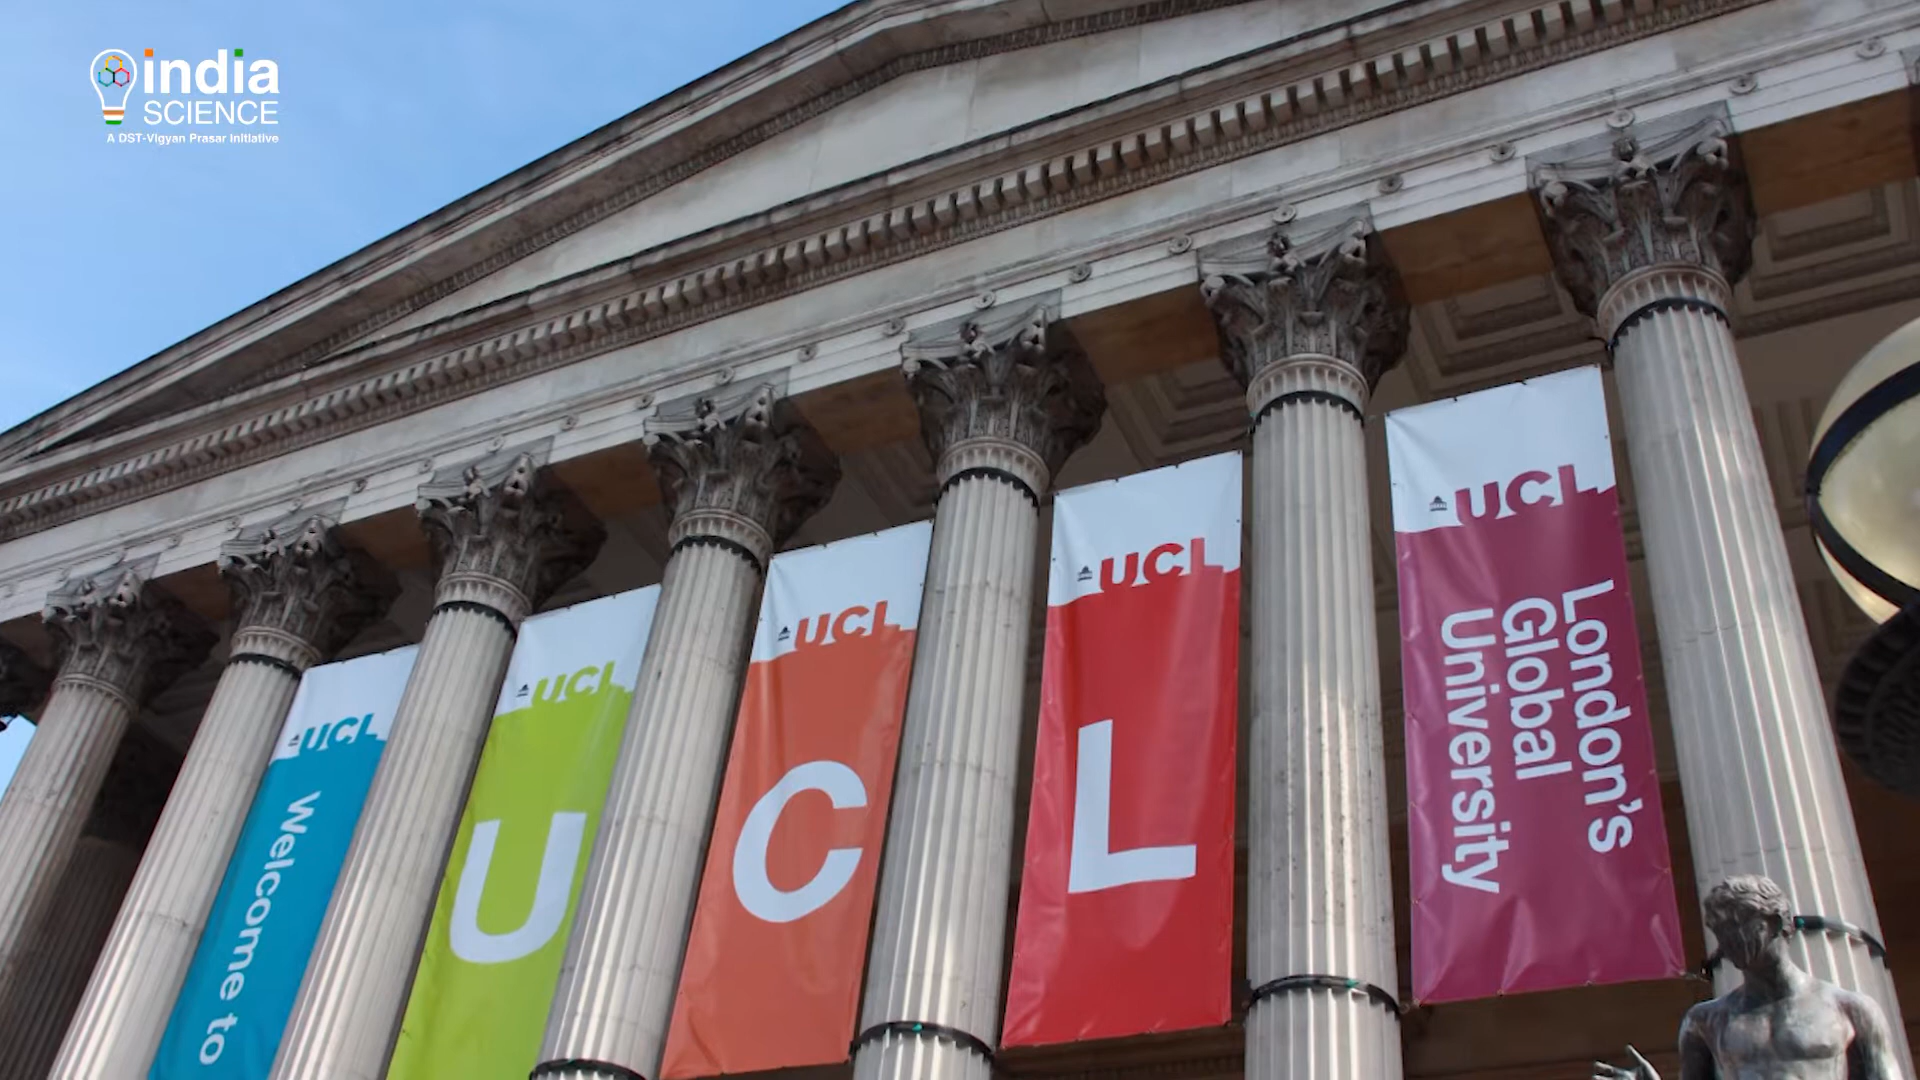 india
SCIENCE
A DST-Vigyan Prasar Initiative
UCL
Welcome to
UCL
U
UCL
C
UCL
L
UCL
London's
Global
University